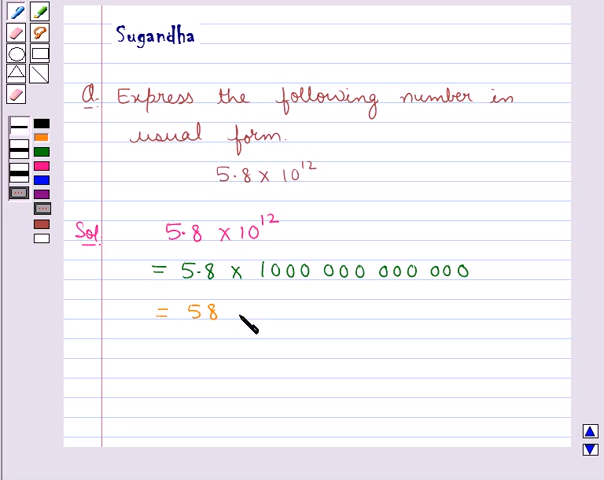 Sugandha
Q. Express the following number in
usual form.
5.8 x 10¹²
Sol. 5.8 x 10¹²
= 5.8 x 1000 000 000 000
= 58